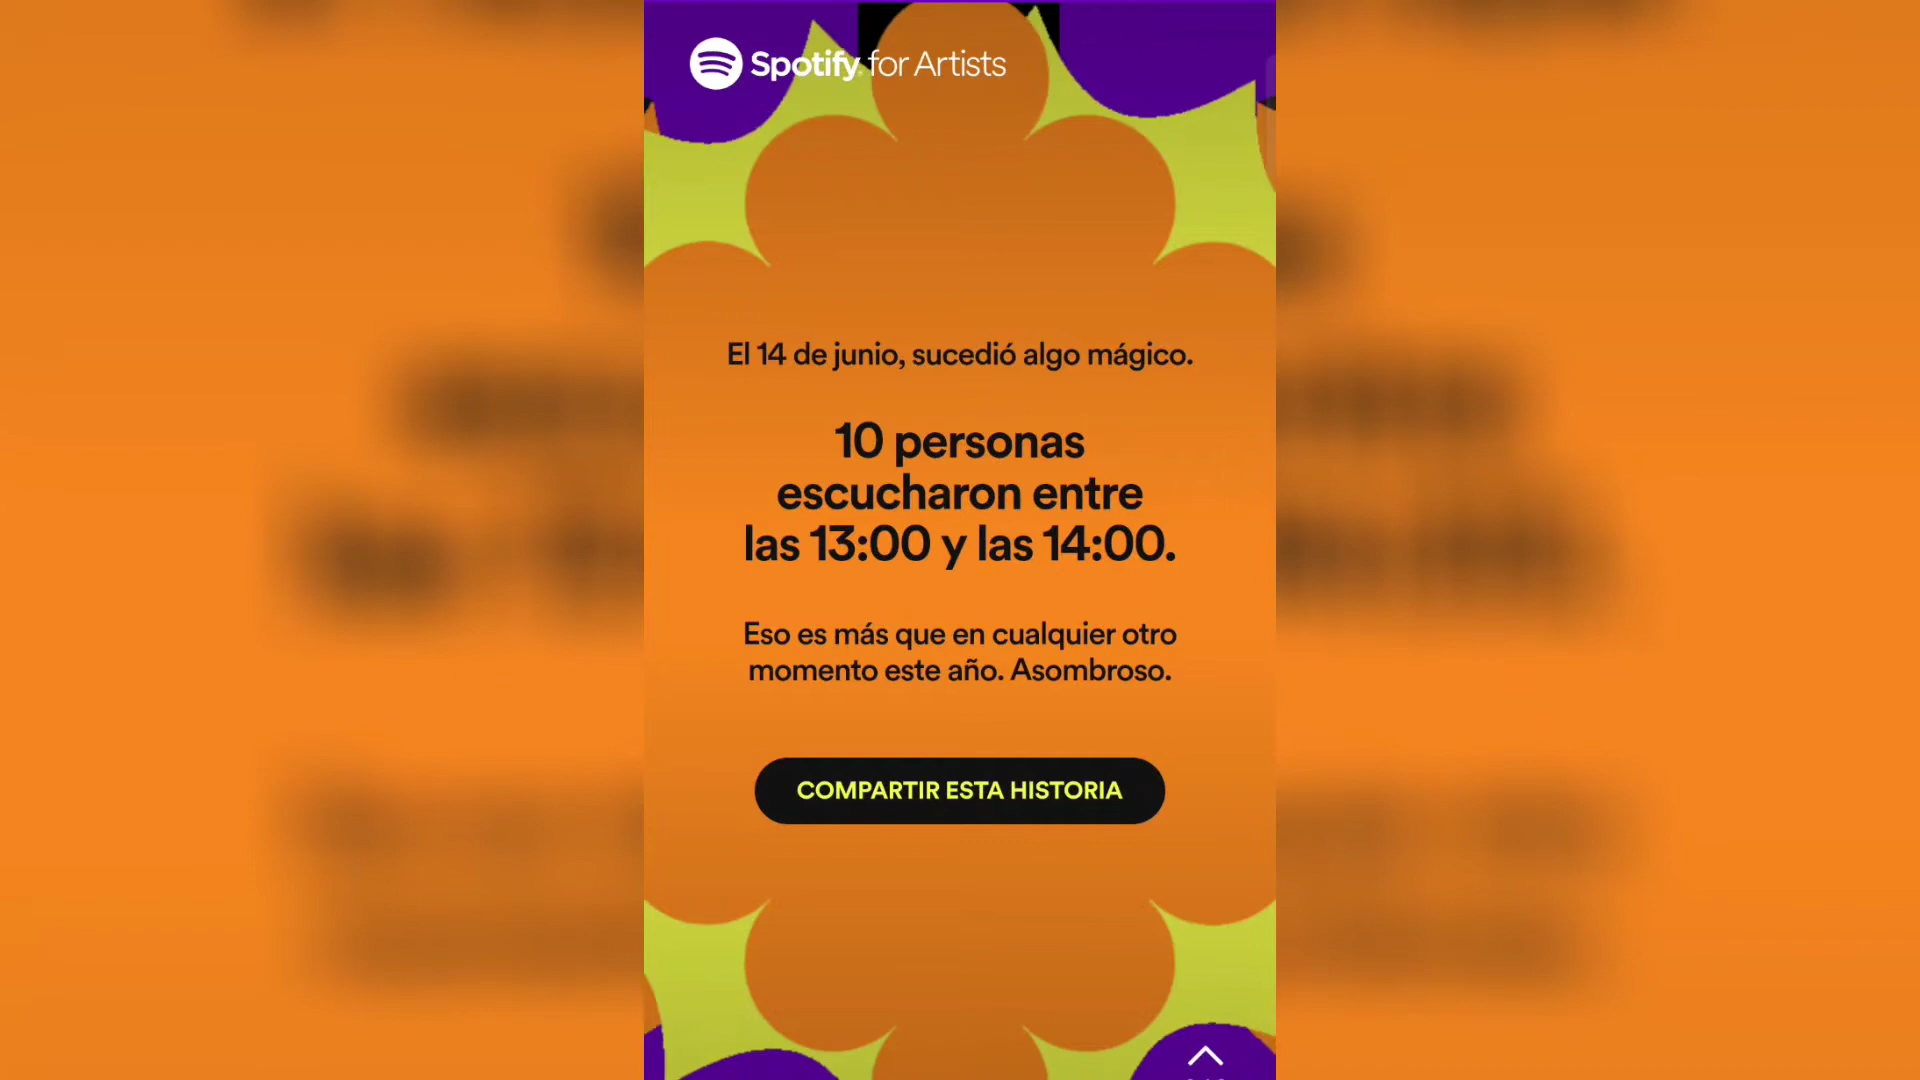 Spotify for Artists
El 14 de junio, sucedió algo mágico.
10 personas
escucharon entre
las 13:00 y las 14:00.
Eso es más que en cualquier otro
momento este año. Asombroso.
COMPARTIR ESTA HISTORIA